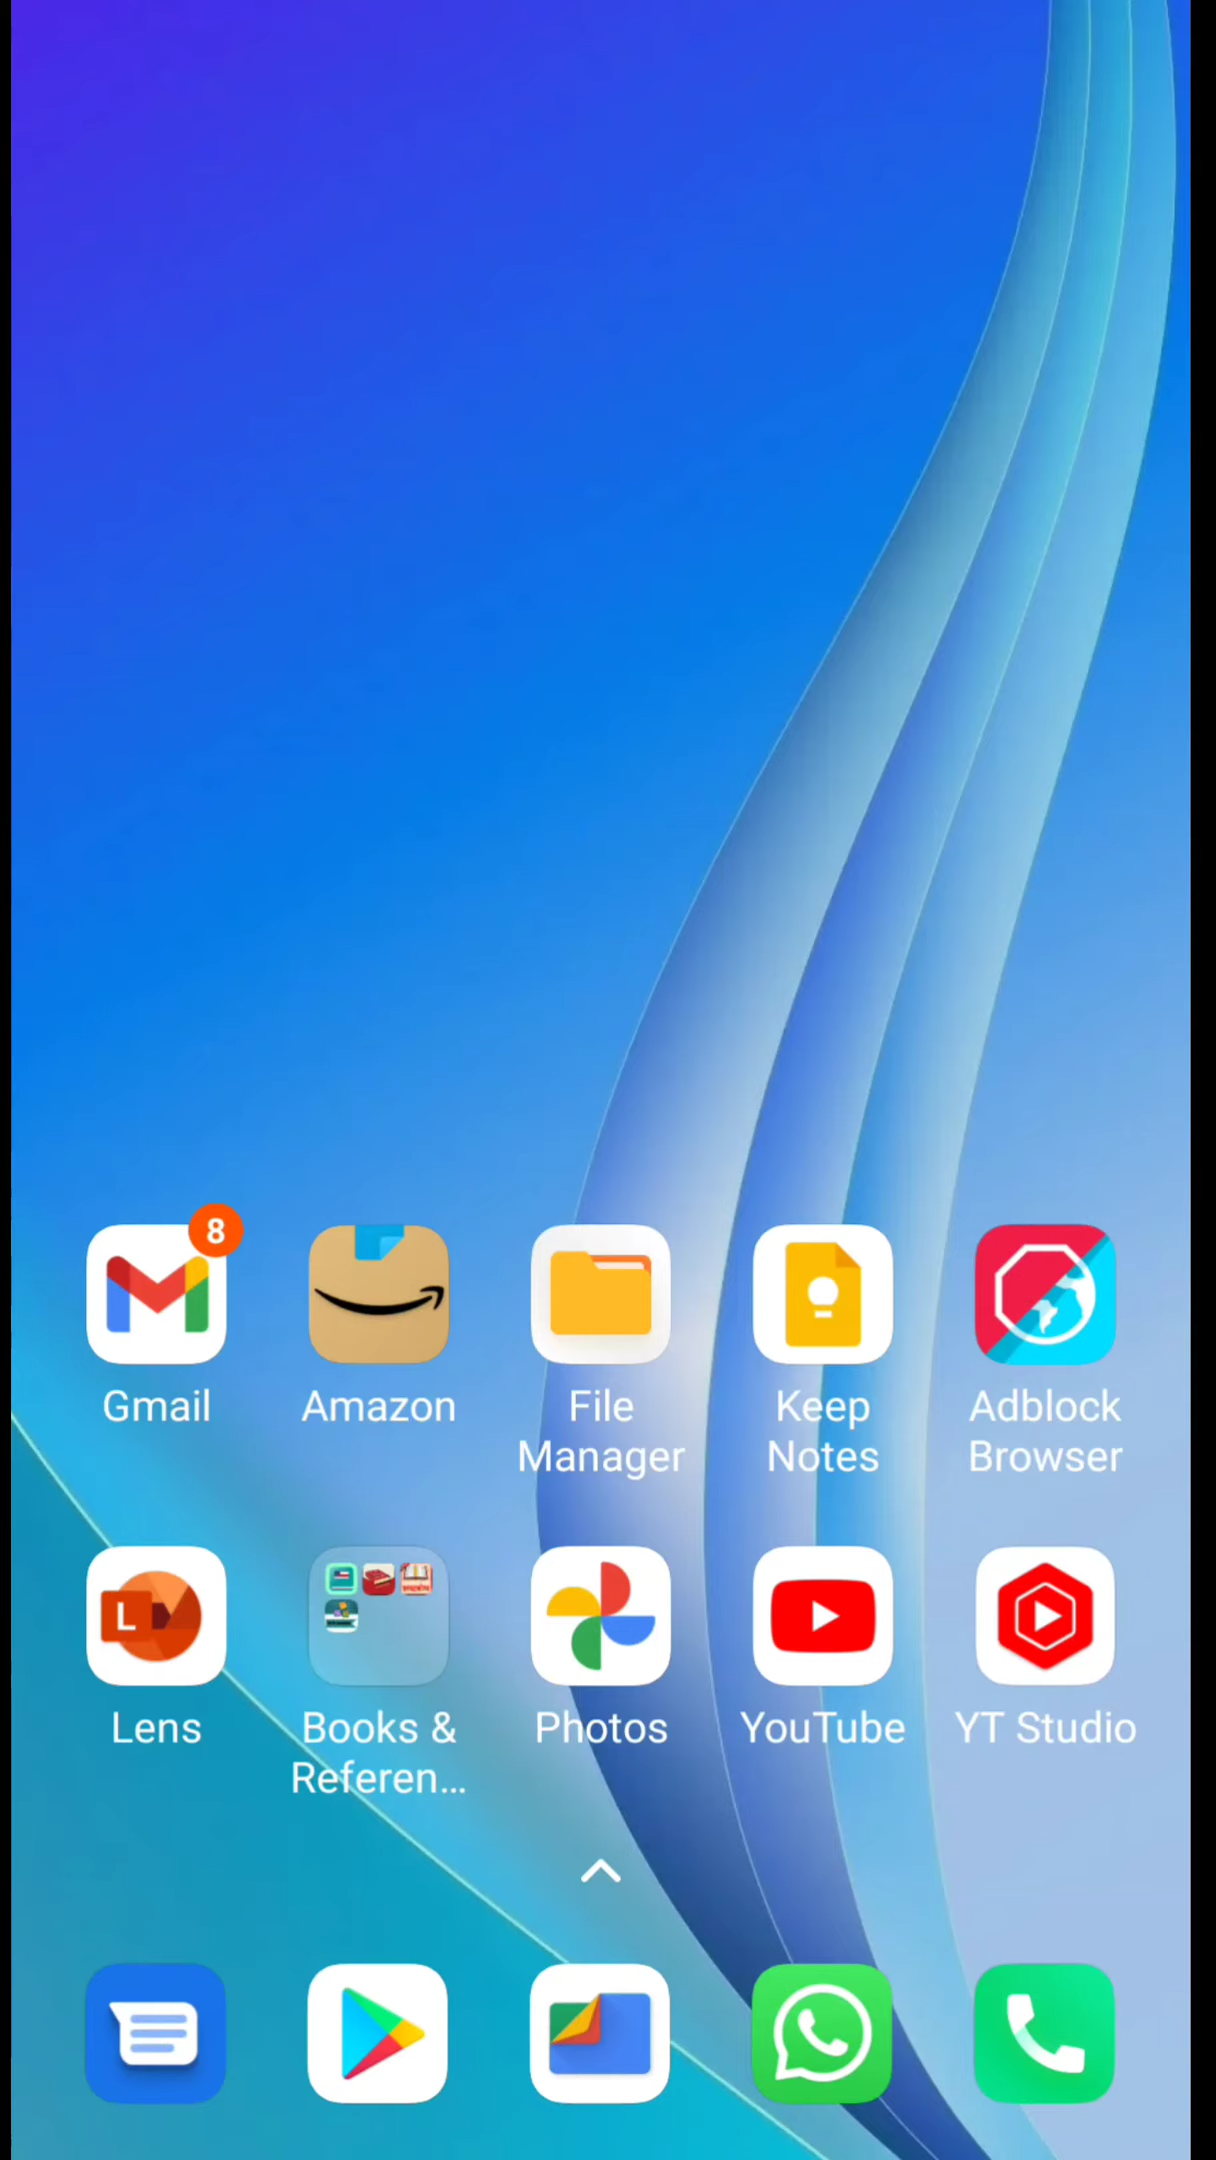 8
Gmail
Amazon
File
Manager
Keep
Notes
Adblock
Browser
L
Lens
Books &
Referen...
Photos
YouTube
YT Studio